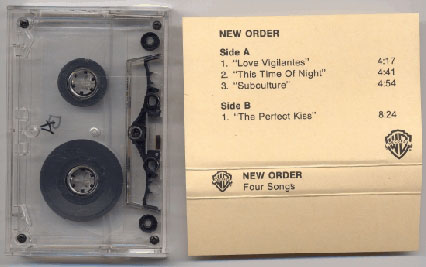 NEW ORDER
Side A
1. "Love Vigilantes" 4:17
2. "This Time Of Night" 4:41
3. "Subculture" 4:54
Side B
1. "The Perfect Kiss" 8:24
NEW ORDER
Four Songs